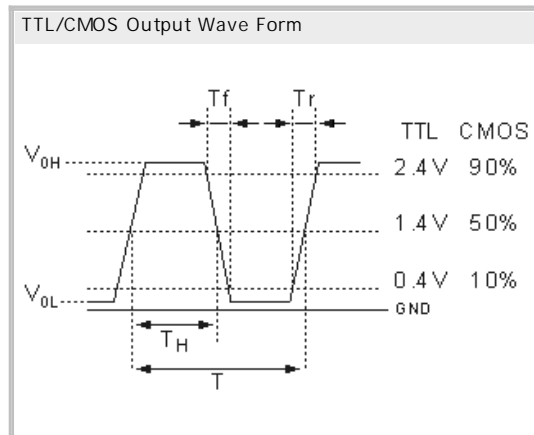 TTL/CMOS Output Wave Form
Tf Tr
TTL CMOS
V0H 2.4V 90%
1.4V 50%
0.4V 10%
V0L GND
TH
T